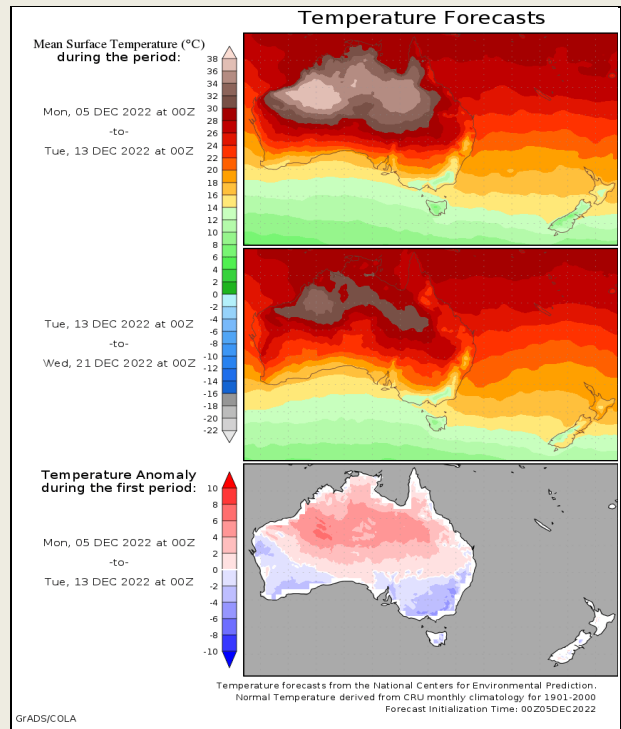 Temperature Forecasts
Mean Surface Temperature (°C)
during the period:
Mon, 05 DEC 2022 at 00Z
-to-
Tue, 13 DEC 2022 at 00Z
38
36
34
32
30
28
26
24
22
20
18
16
14
12
10
8
6
4
2
0
-2
-4
-6
-8
-10
-12
-14
-16
-17
-18
-20
-22
Tue, 13 DEC 2022 at 00Z
-to-
Wed, 21 DEC 2022 at 00Z
Temperature Anomaly
during the first period:
Mon, 05 DEC 2022 at 00Z
-to-
Tue, 13 DEC 2022 at 00Z
10
8
6
4
2
0
-2
-4
-6
-8
-10
Temperature forecasts from the National Centers for Environmental Prediction.
Normal Temperature derived from CRU monthly climatology for 1901-2000
Forecast Initialization Time: 00Z05DEC2022
GrADS/COLA